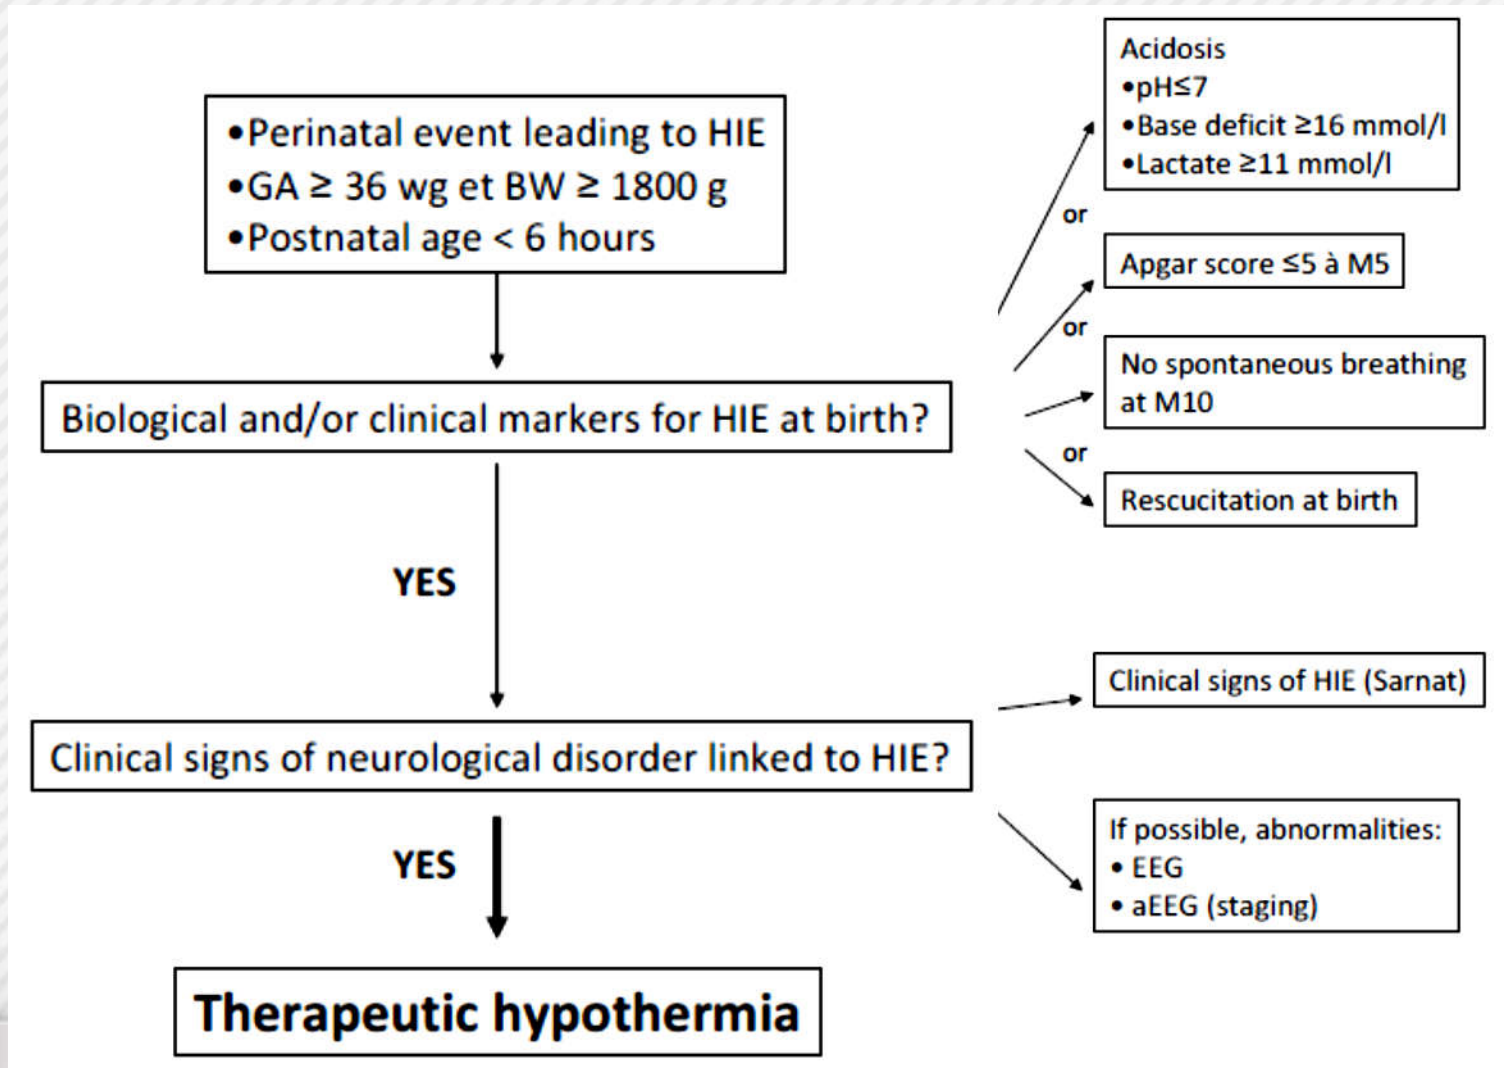 •Perinatal event leading to HIE
•GA ≥ 36 wg et BW ≥ 1800 g
•Postnatal age < 6 hours
Biological and/or clinical markers for HIE at birth?
Acidosis
•pH≤7
•Base deficit ≥16 mmol/l
•Lactate ≥11 mmol/l
or
Apgar score ≤5 à M5
or
No spontaneous breathing
at M10
or
Rescucitation at birth
YES
Clinical signs of neurological disorder linked to HIE?
Clinical signs of HIE (Sarnat)
If possible, abnormalities:
• EEG
• aEEG (staging)
YES
Therapeutic hypothermia